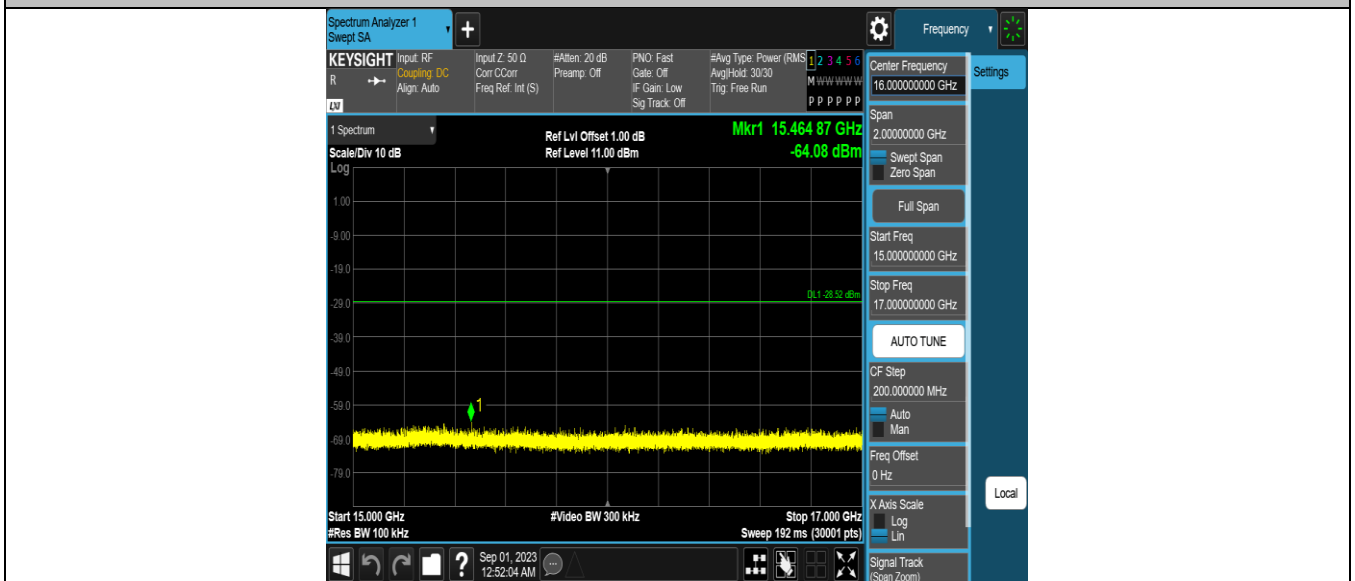 Spectrum Analyzer 1
Swept SA
Frequency
KEYSIGHT
R
LXI
Input: RF
Coupling: DC
Align: Auto
Input Z: 50 Ω
Corr CCorr
Freq Ref: Int (S)
#Atten: 20 dB
Preamp: Off
PNO: Fast
Gate: Off
IF Gain: Low
Sig Track: Off
#Avg Type: Power (RMS
Avg|Hold: 30/30
Trig: Free Run
1 2 3 4 5 6
M W W W W W
P P P P P P
1 Spectrum
Scale/Div 10 dB
Log
Ref Lvl Offset 1.00 dB
Ref Level 11.00 dBm
Mkr1 15.464 87 GHz
-64.08 dBm
1.00
-9.00
-19.0
-29.0
-39.0
-49.0
-59.0
-69.0
-79.0
DL1 -28.52 dBm
1
Start 15.000 GHz
#Res BW 100 kHz
#Video BW 300 kHz
Stop 17.000 GHz
Sweep 192 ms (30001 pts)
?
Sep 01, 2023
12:52:04 AM
Center Frequency
16.000000000 GHz
Settings
Span
2.00000000 GHz
Swept Span
Zero Span
Full Span
Start Freq
15.000000000 GHz
Stop Freq
17.000000000 GHz
AUTO TUNE
CF Step
200.000000 MHz
Auto
Man
Freq Offset
0 Hz
X Axis Scale
Log
Lin
Local
Signal Track
(Span Zoom)